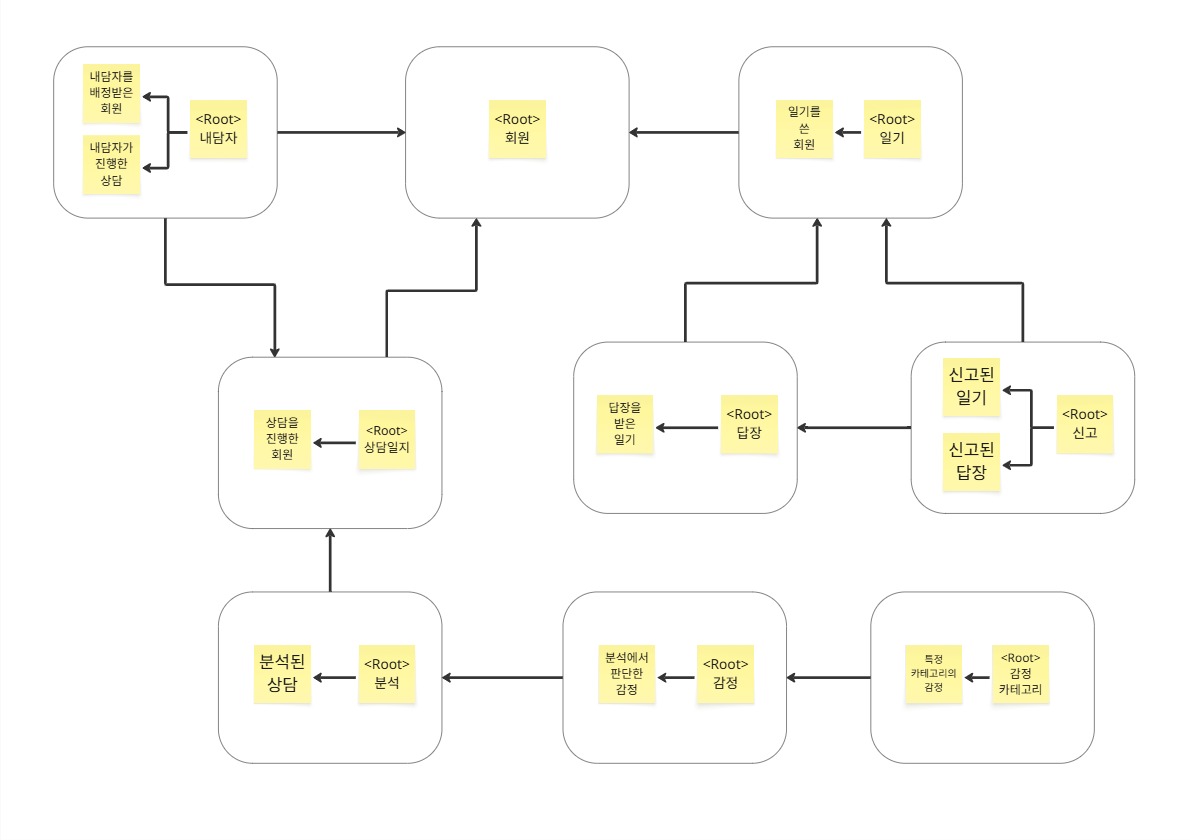 내담자를
배정받은
회원
<Root>
내담자
내담자가
진행한
상담
<Root>
회원
일기를
쓴
회원
<Root>
일기
상담을
진행한
회원
<Root>
상담일지
답장을
받은
일기
<Root>
답장
신고된
일기
신고된
답장
<Root>
신고
분석된
상담
<Root>
분석
분석에서
판단한
감정
<Root>
감정
특정
카테고리의
감정
<Root>
감정
카테고리